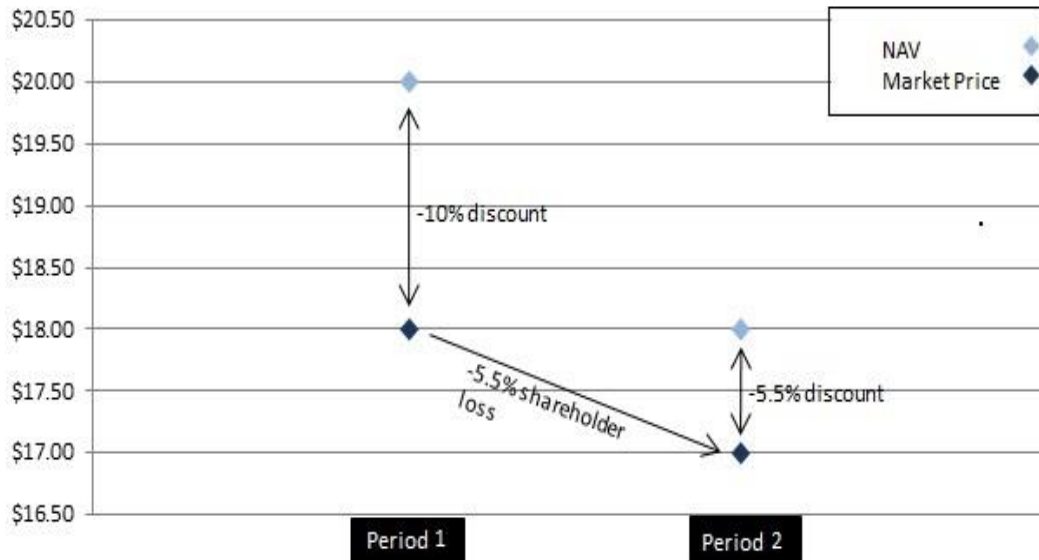 $20.50
$20.00
$19.50
$19.00
$18.50
$18.00
$17.50
$17.00
$16.50
NAV
Market Price
-10% discount
-5.5% shareholder
loss
-5.5% discount
Period 1
Period 2